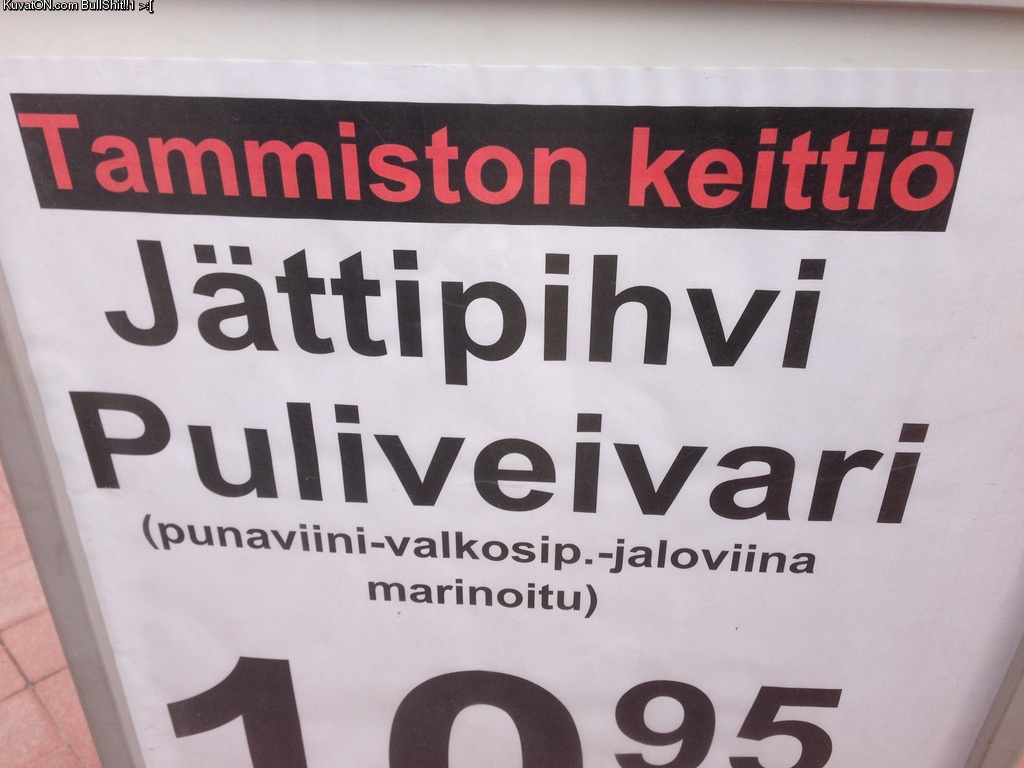 KuvatON.com BullShit!!1 >:[
Tammiston keittiö
Jättipihvi
Puliveivari
(punaviini-valkosip.-jaloviina
marinoitu)
10 95